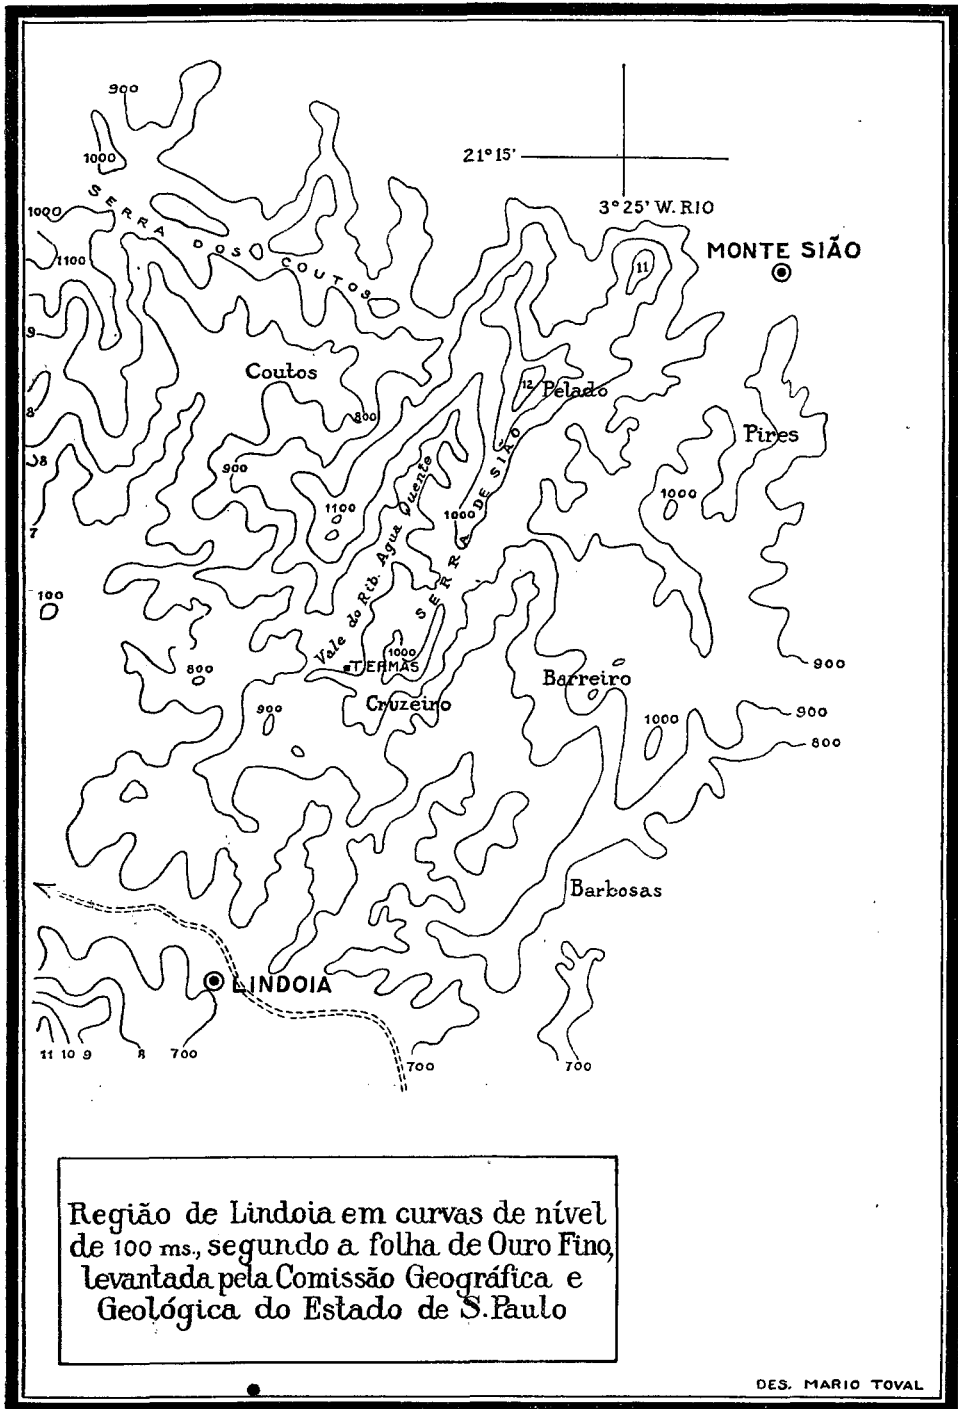 900
1000
21° 15'
3° 25' W. RIO
1000
SERRA DOS COUTOS
MONTE SIÃO
1100
11
9
Coutos
12 Pelado
8
800
Pires
8
900
1000
1100
1000
7
SERRA DE SIÃO
Vale do Rib. Agua Quente
100
1000
TERMAS
800
900
Barreiro
Cruzeiro
900
1000
900
800
Barbosas
LINDOIA
11 10 9 8 700
700
700
Região de Lindoia em curvas de nível
de 100 ms., segundo a folha de Ouro Fino,
levantada pela Comissão Geográfica e
Geológica do Estado de S. Paulo
DES. MARIO TOVAL